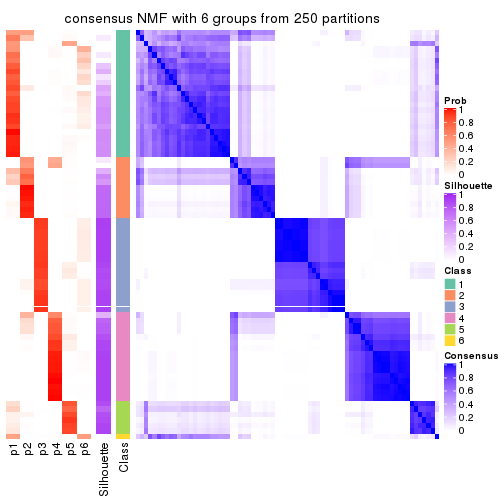 consensus NMF with 6 groups from 250 partitions
Prob
1
0.8
0.6
0.4
0.2
0
Silhouette
1
0.8
0.6
0.4
0.2
0
Class
1
2
3
4
5
6
Consensus
1
0.8
0.6
0.4
0.2
0
p1
p2
p3
p4
p5
p6
Silhouette
Class